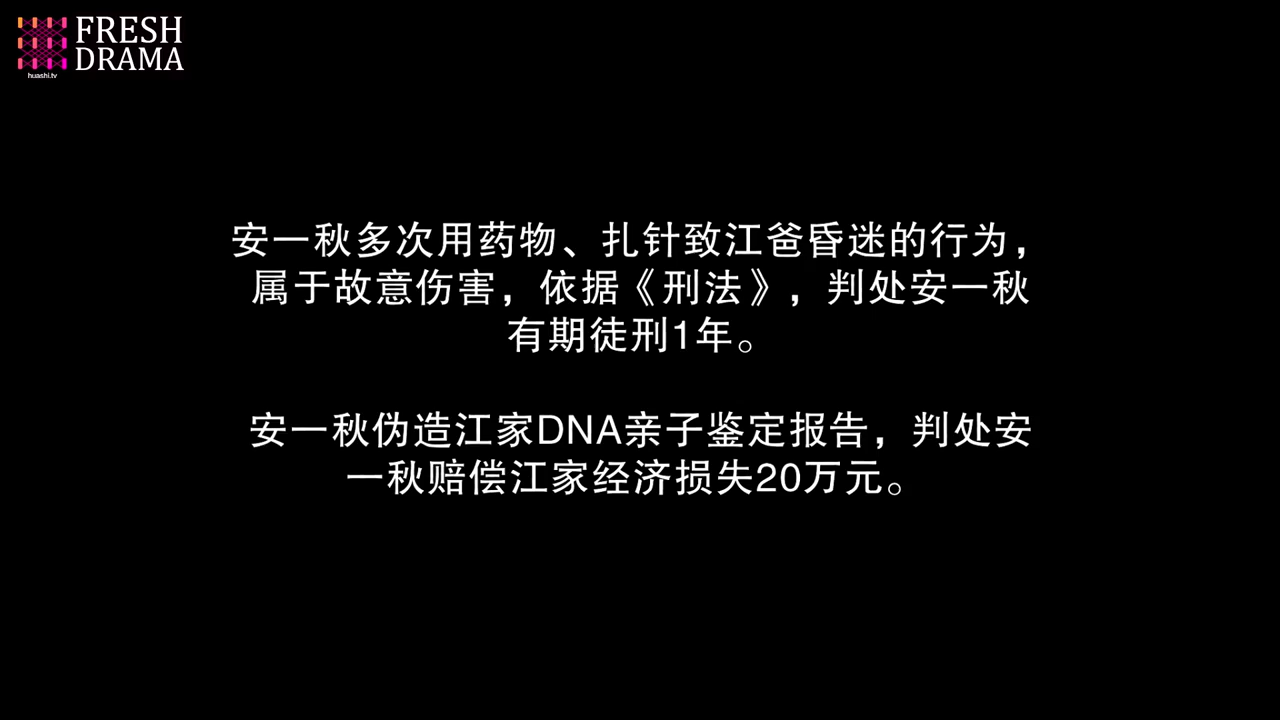 FRESH
DRAMA
huashi.tv
安一秋多次用药物、扎针致江爸昏迷的行为，
属于故意伤害，依据《刑法》，判处安一秋
有期徒刑1年。
安一秋伪造江家DNA亲子鉴定报告，判处安
一秋赔偿江家经济损失20万元。